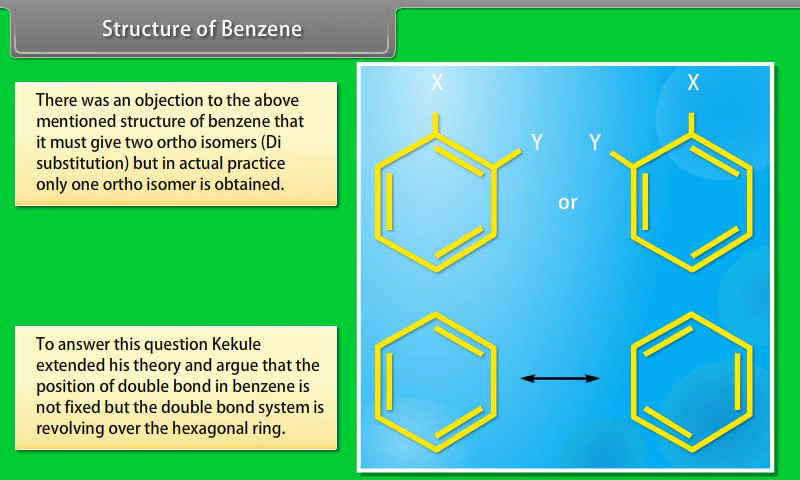 Structure of Benzene
There was an objection to the above
mentioned structure of benzene that
it must give two ortho isomers (Di
substitution) but in actual practice
only one ortho isomer is obtained.
X
Y
or
X
Y
To answer this question Kekule
extended his theory and argue that the
position of double bond in benzene is
not fixed but the double bond system is
revolving over the hexagonal ring.